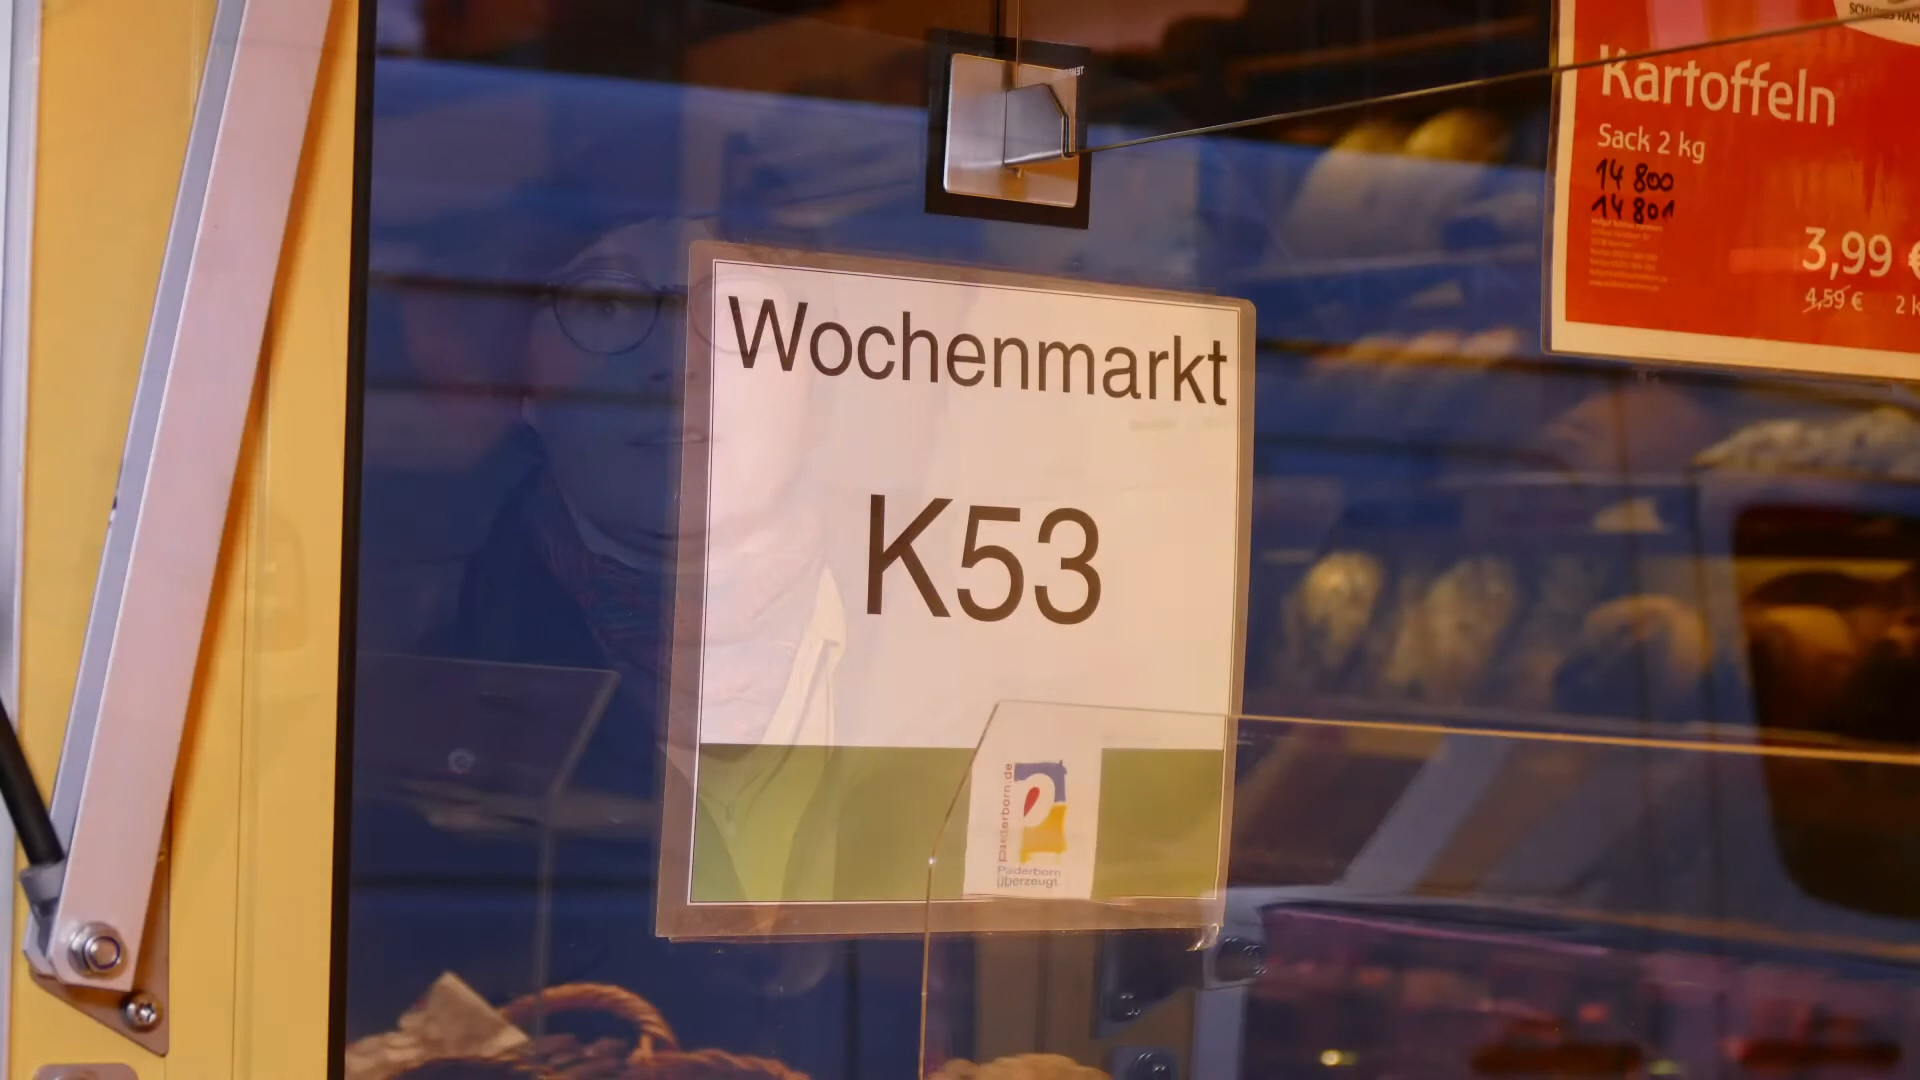 Wochenmarkt
K53
paderborn.de
Paderborn
überzeugt.
Kartoffeln
Sack 2 kg
14 800
14 801
3,99 €
4,59 €